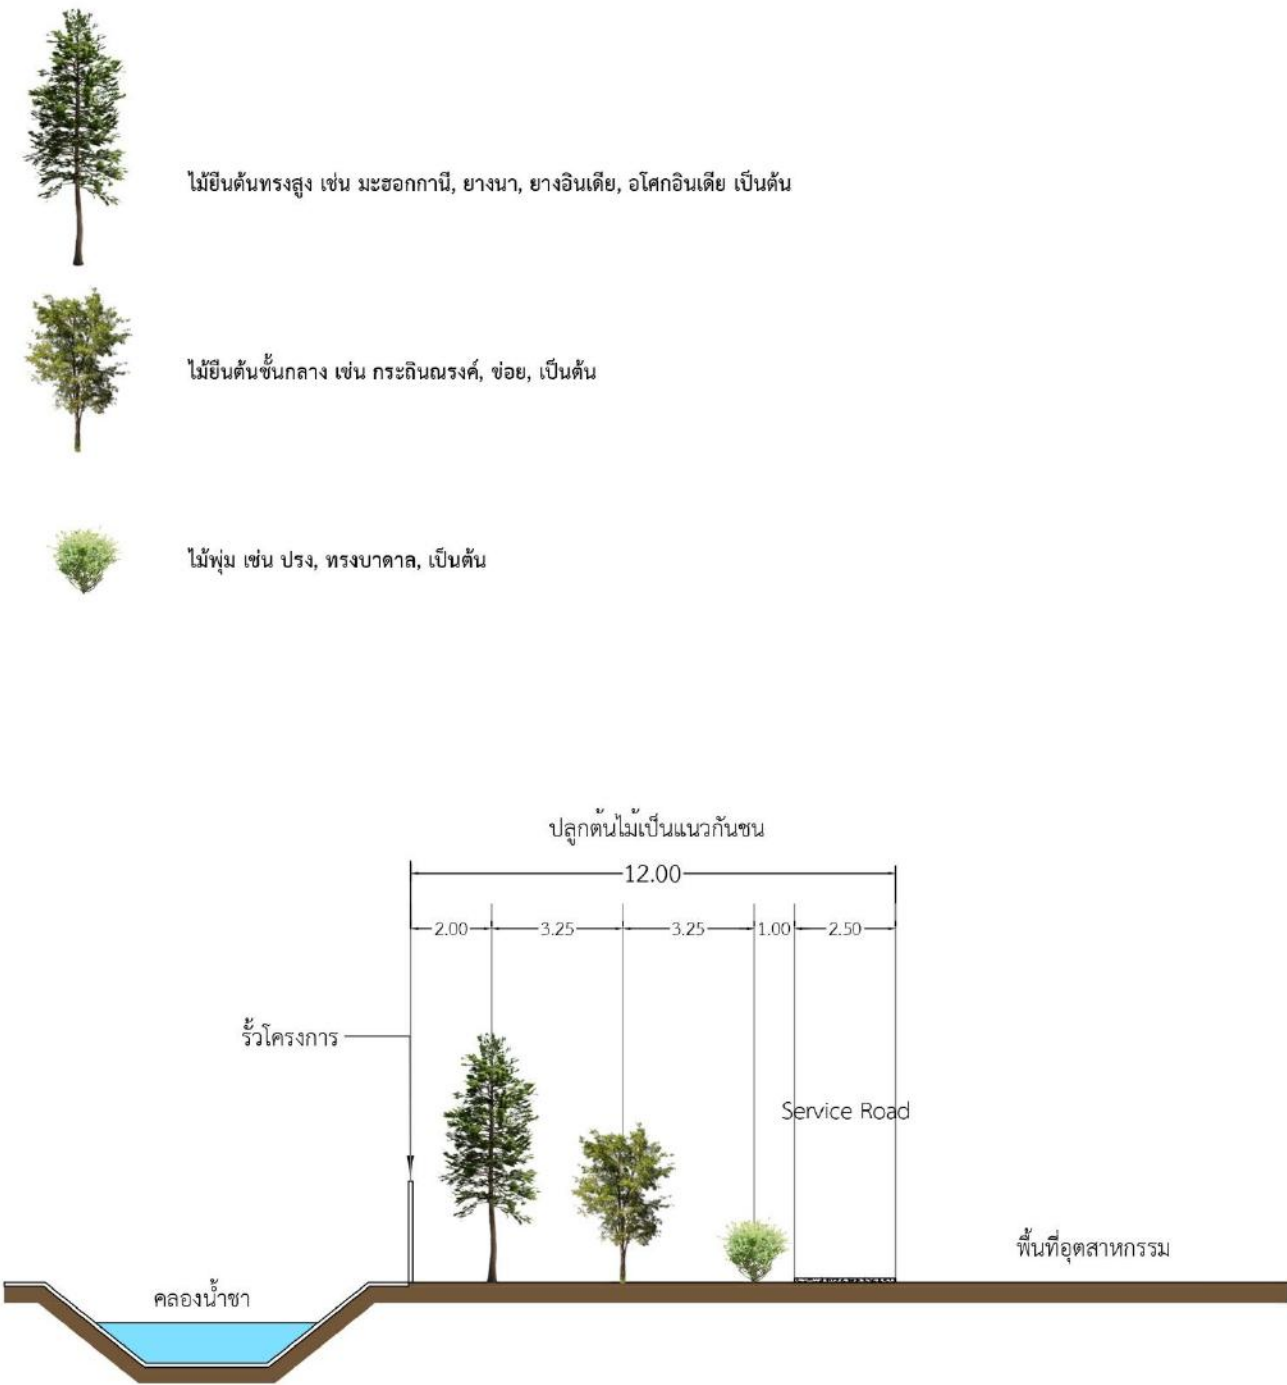 ไม้ยืนต้นทรงสูง เช่น มะฮอกกานี, ยางนา, ยางอินเดีย, อโศกอินเดีย เป็นต้น
ไม้ยืนต้นชั้นกลาง เช่น กระถินณรงค์, ข่อย, เป็นต้น
ไม้พุ่ม เช่น ปรง, ทรงบาดาล, เป็นต้น
ปลูกต้นไม้เป็นแนวกันชน
12.00
2.00 3.25 3.25 1.00 2.50
รั้วโครงการ
Service Road
พื้นที่อุตสาหกรรม
คลองน้ำชา